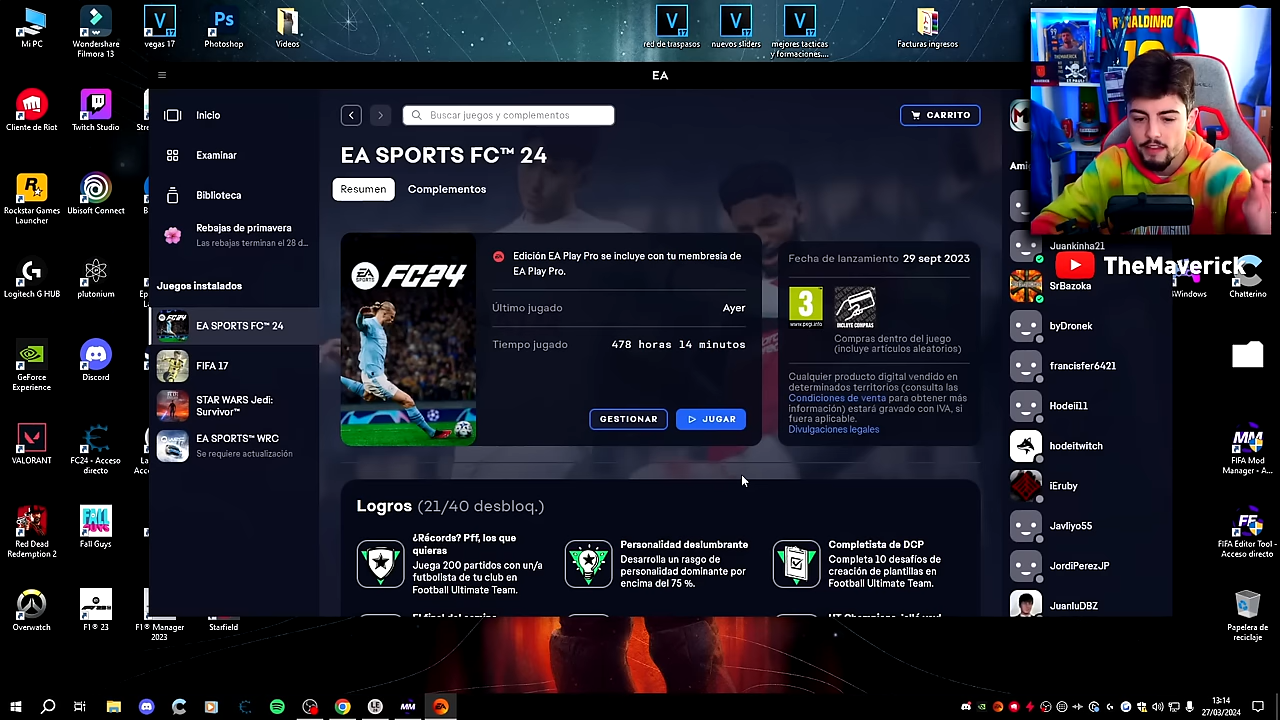 Mi PC
Wondershare
Filmora 13
vegas 17
Photoshop
Videos
red de traspasos
nuevos sliders
mejores tacticas
y formaciones....
Facturas ingresos
RONALDINHO
EA
Inicio
Buscar juegos y complementos
CARRITO
Examinar
EA SPORTS FC™ 24
Resumen
Complementos
Biblioteca
Rebajas de primavera
Las rebajas terminan el 28 d...
Juegos instalados
EA SPORTS FC™ 24
FIFA 17
STAR WARS Jedi:
Survivor™
EA SPORTS™ WRC
Se requiere actualización
EA SPORTS FC24
Edición EA Play Pro se incluye con tu membresía de
EA Play Pro.
Último jugado
Ayer
Tiempo jugado
478 horas 14 minutos
GESTIONAR
JUGAR
Fecha de lanzamiento 29 sept 2023
3
www.pegi.info
INCLUYE COMPRAS
Compras dentro del juego
(incluye artículos aleatorios)
Cualquier producto digital vendido en
determinados territorios (consulta las
Condiciones de venta para obtener más
información) estará gravado con IVA, si
fuera aplicable.
Divulgaciones legales
Logros (21/40 desbloq.)
¿Récords? Pff, los que
quieras
Juega 200 partidos con un/a
futbolista de tu club en
Football Ultimate Team.
Personalidad deslumbrante
Desarrolla un rasgo de
personalidad dominante por
encima del 75 %.
Completista de DCP
Completa 10 desafíos de
creación de plantillas en
Football Ultimate Team.
Juankinha21
TheMaverick
SrBazoka
byDronek
francisfer6421
Hodeii11
hodeitwitch
iEruby
Javliyo55
JordiPerezJP
JuanluDBZ
Cliente de Riot
Twitch Studio
Rockstar Games
Launcher
Ubisoft Connect
Logitech G HUB
plutonium
GeForce
Experience
Discord
VALORANT
FC24 - Acceso
directo
Red Dead
Redemption 2
Fall Guys
Overwatch
F1® 23
F1® Manager
2023
Starfield
Chatterino
FIFA Mod
Manager - A...
FIFA Editor Tool -
Acceso directo
Papelera de
reciclaje
13:14
27/03/2024